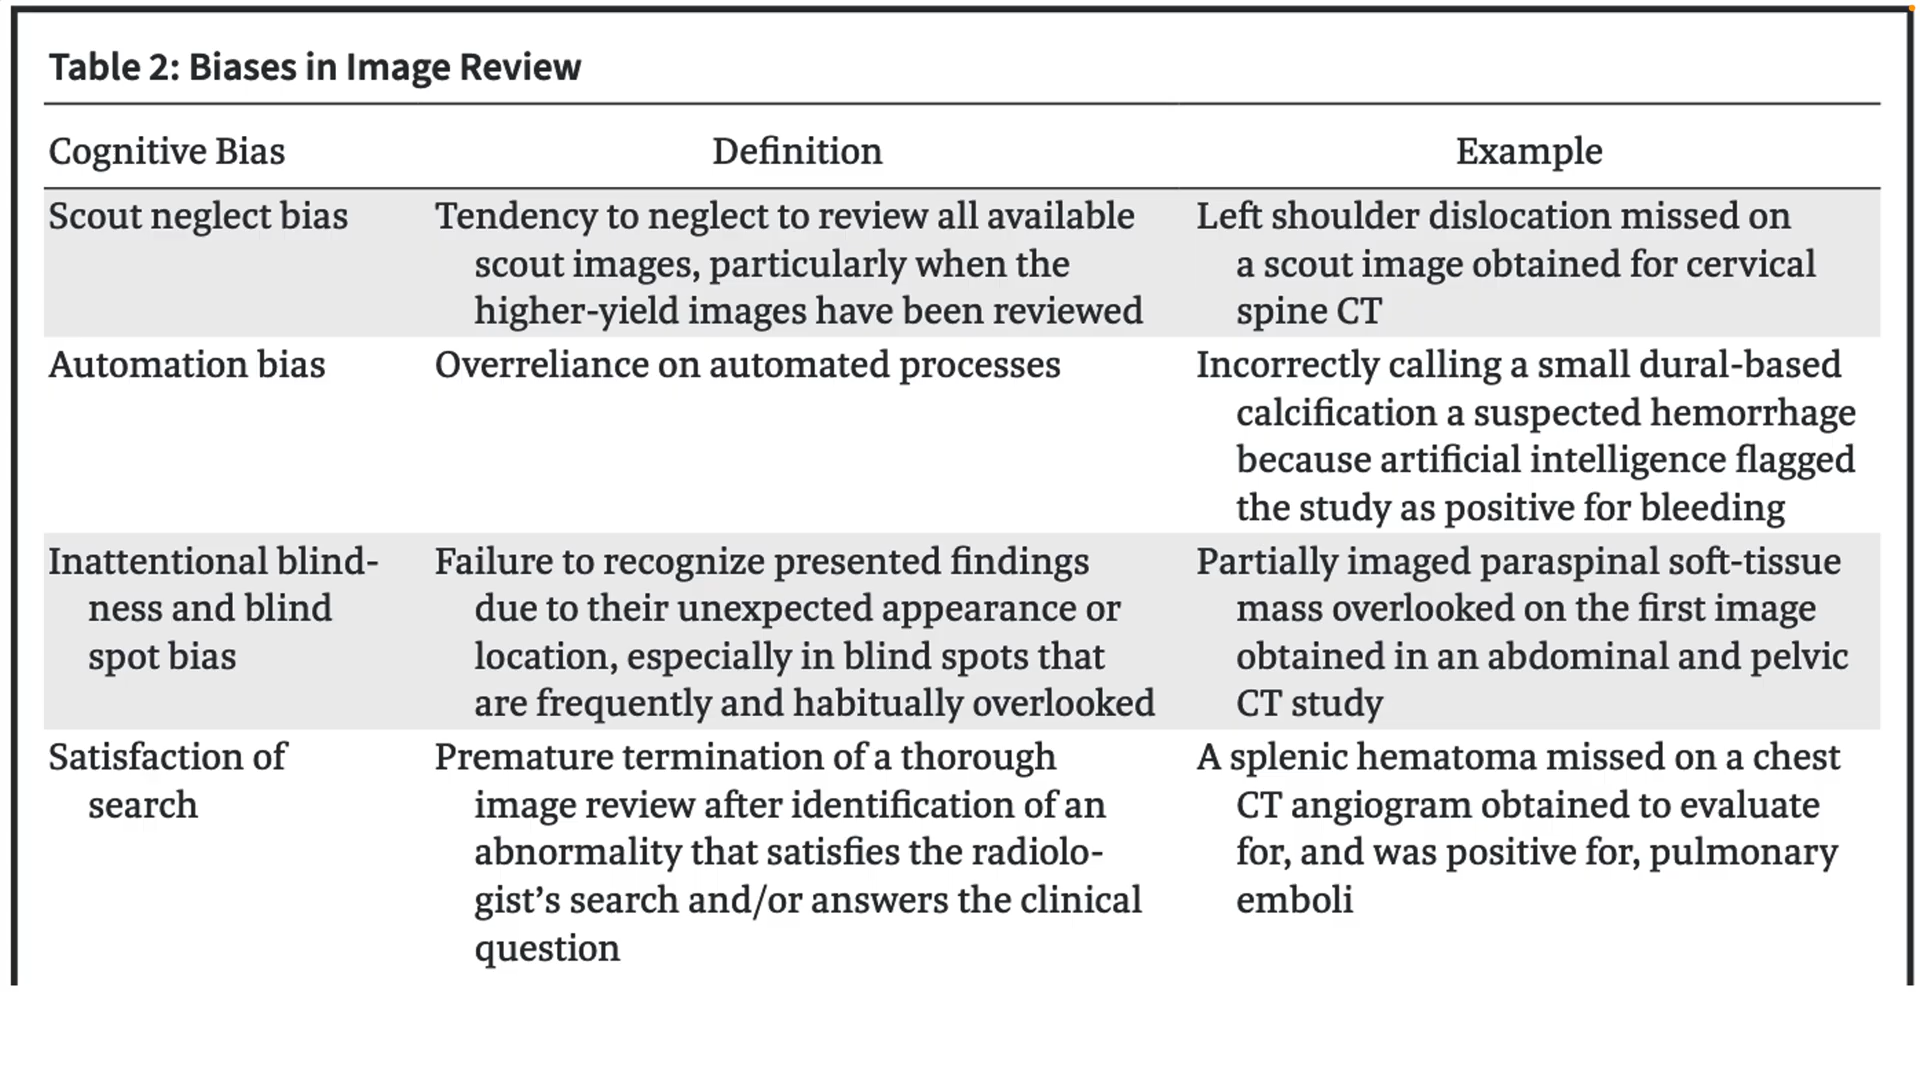 Table 2: Biases in Image Review
Cognitive Bias Definition Example
Scout neglect bias
Tendency to neglect to review all available
scout images, particularly when the
higher-yield images have been reviewed
Left shoulder dislocation missed on
a scout image obtained for cervical
spine CT
Automation bias
Overreliance on automated processes
Incorrectly calling a small dural-based
calcification a suspected hemorrhage
because artificial intelligence flagged
the study as positive for bleeding
Inattentional blind-
ness and blind
spot bias
Failure to recognize presented findings
due to their unexpected appearance or
location, especially in blind spots that
are frequently and habitually overlooked
Partially imaged paraspinal soft-tissue
mass overlooked on the first image
obtained in an abdominal and pelvic
CT study
Satisfaction of
search
Premature termination of a thorough
image review after identification of an
abnormality that satisfies the radiolo-
gist’s search and/or answers the clinical
question
A splenic hematoma missed on a chest
CT angiogram obtained to evaluate
for, and was positive for, pulmonary
emboli